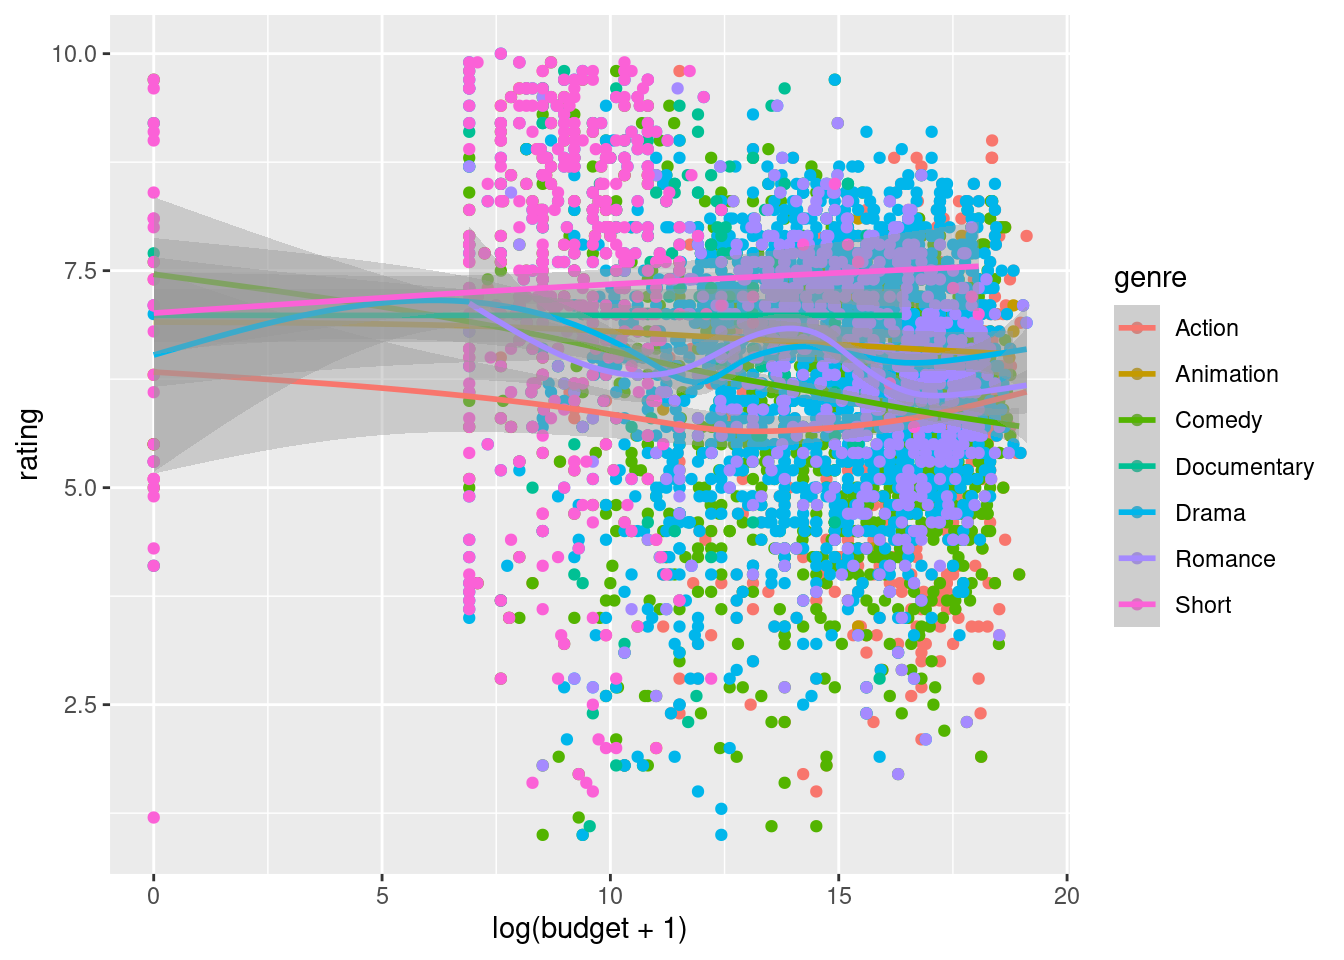 10.0
7.5
5.0
2.5
rating
0 5 10 15 20
log(budget + 1)
genre
Action
Animation
Comedy
Documentary
Drama
Romance
Short